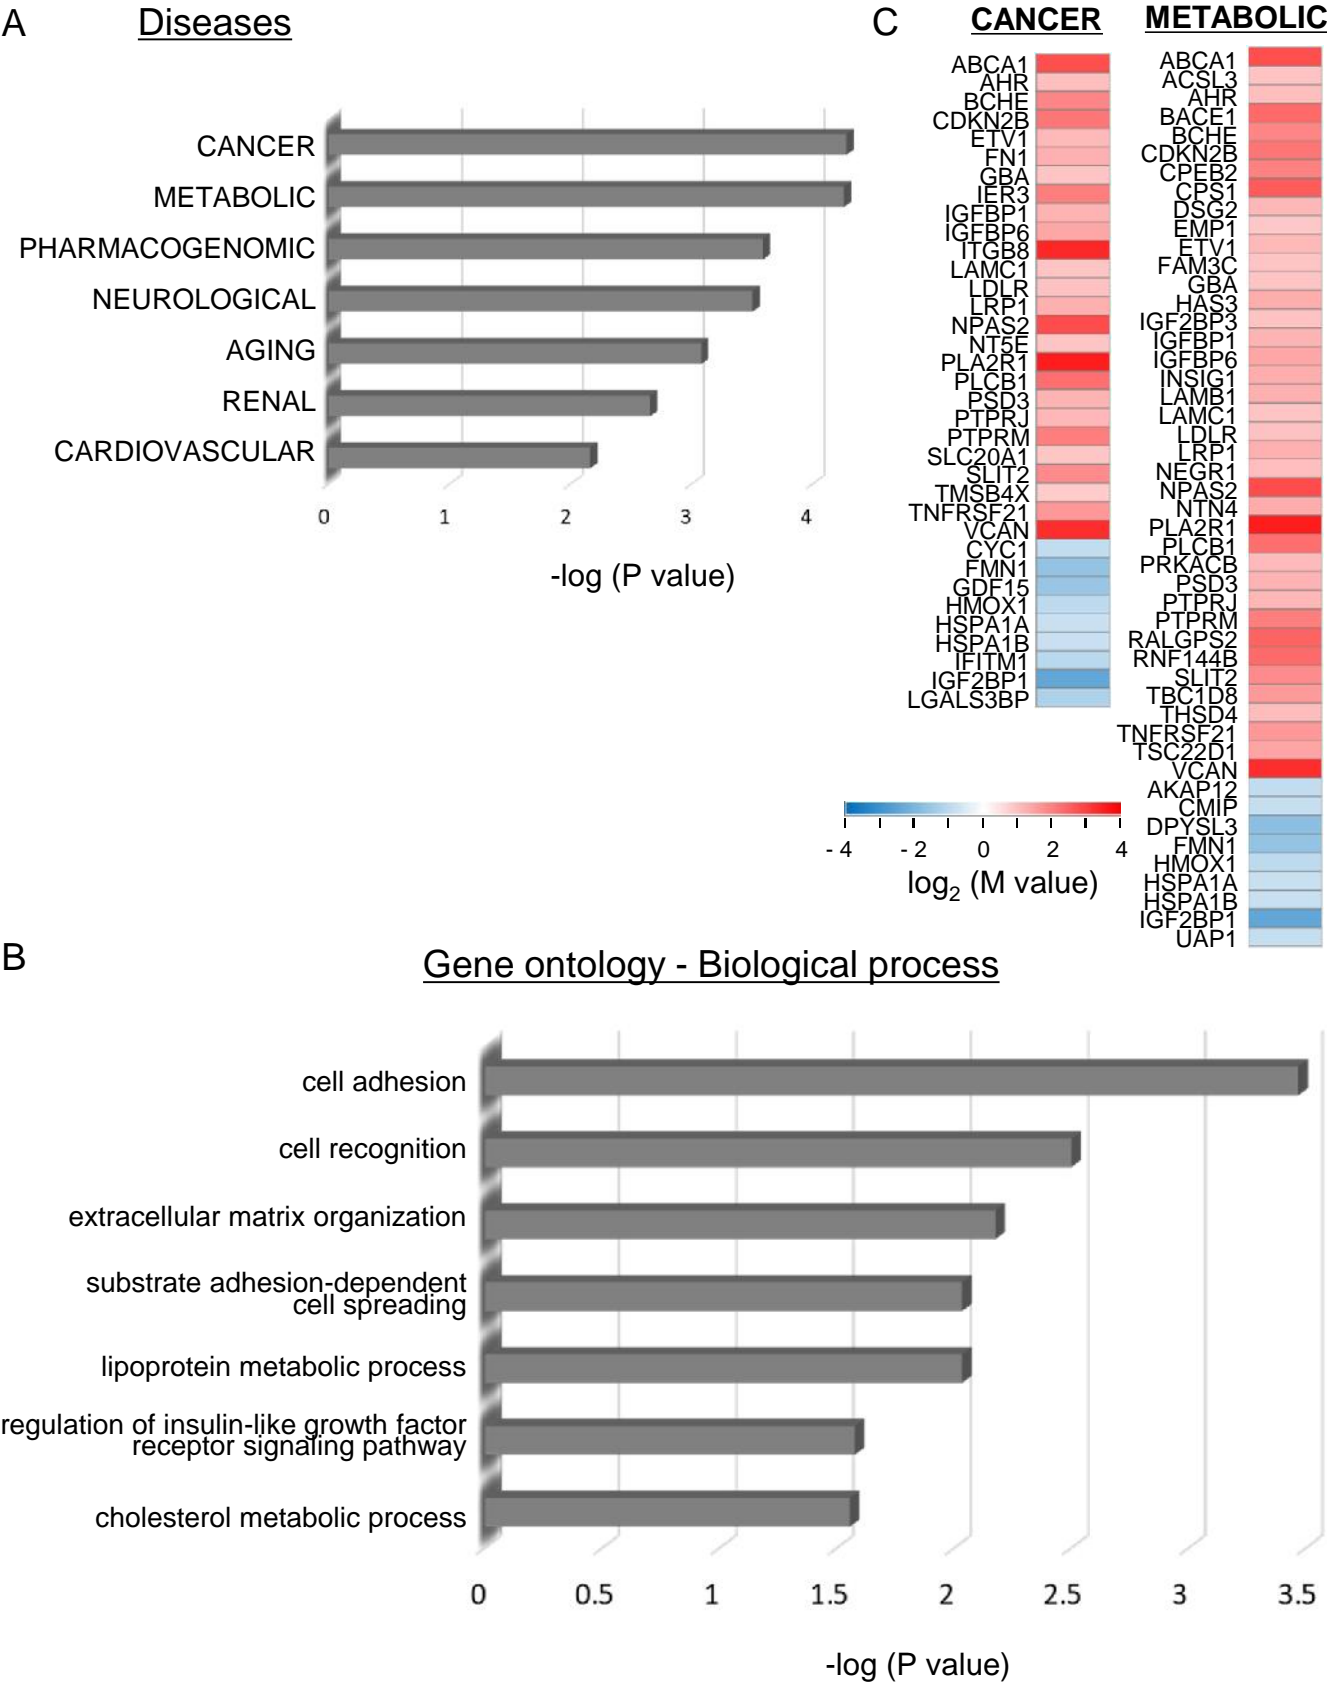 A
Diseases
CANCER
METABOLIC
PHARMACOGENOMIC
NEUROLOGICAL
AGING
RENAL
CARDIOVASCULAR
0 1 2 3 4
-log (P value)
C
CANCER
ABCA1
AHR
BCHE
CDKN2B
ETV1
FN1
GBA
IER3
IGFBP1
IGFBP6
ITGB8
LAMC1
LDLR
LRP1
NPAS2
NT5E
PLA2R1
PLCB1
PSD3
PTPRJ
PTPRM
SLC20A1
SLIT2
TMSB4X
TNFRSF21
VCAN
CYC1
FMN1
GDF15
HMOX1
HSPA1A
HSPA1B
IFITM1
IGF2BP1
LGALS3BP
METABOLIC
ABCA1
ACSL3
AHR
BACE1
BCHE
CDKN2B
CPEB2
CPS1
DSG2
EMP1
ETV1
FAM3C
GBA
HAS3
IGF2BP3
IGFBP1
IGFBP6
INSIG1
LAMB1
LAMC1
LDLR
LRP1
NEGR1
NPAS2
NTN4
PLA2R1
PLCB1
PRKACB
PSD3
PTPRJ
PTPRM
RALGPS2
RNF144B
SLIT2
TBC1D8
THSD4
TNFRSF21
TSC22D1
VCAN
AKAP12
CMIP
DPYSL3
FMN1
HMOX1
HSPA1A
HSPA1B
IGF2BP1
UAP1
- 4 - 2 0 2 4
log2 (M value)
B
Gene ontology - Biological process
cell adhesion
cell recognition
extracellular matrix organization
substrate adhesion-dependent
cell spreading
lipoprotein metabolic process
regulation of insulin-like growth factor
receptor signaling pathway
cholesterol metabolic process
0 0.5 1 1.5 2 2.5 3 3.5
-log (P value)